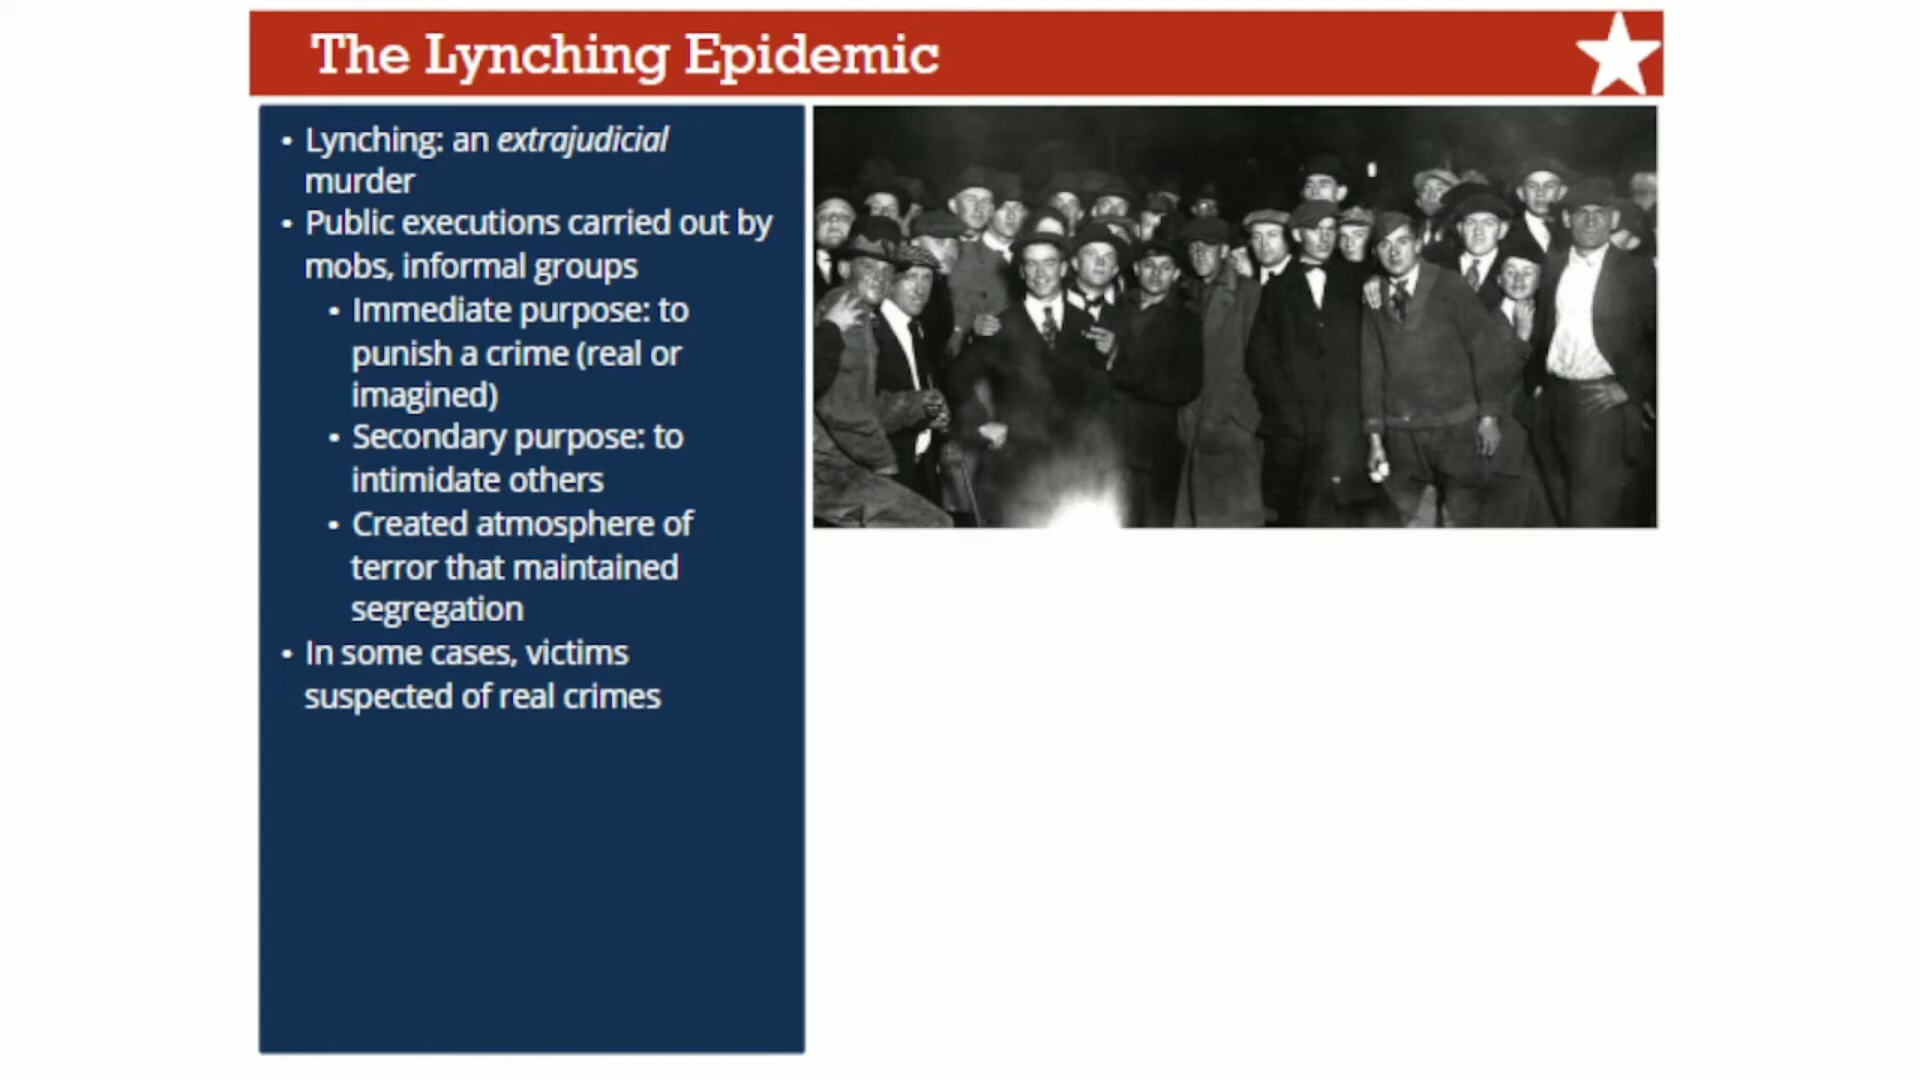 The Lynching Epidemic
• Lynching: an extrajudicial
murder
• Public executions carried out by
mobs, informal groups
• Immediate purpose: to
punish a crime (real or
imagined)
• Secondary purpose: to
intimidate others
• Created atmosphere of
terror that maintained
segregation
• In some cases, victims
suspected of real crimes